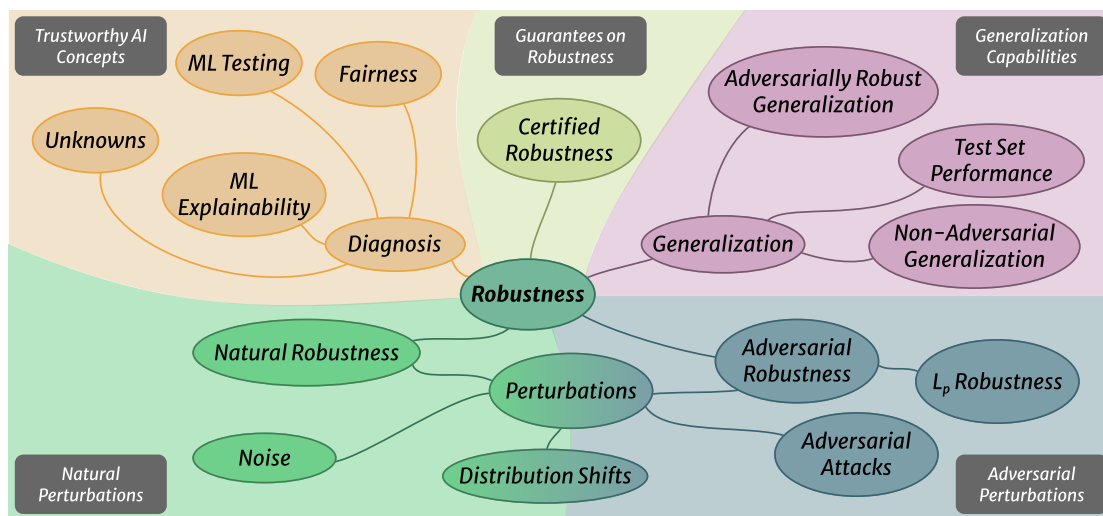 Trustworthy AI
Concepts
ML Testing
Fairness
Unknowns
ML
Explainability
Diagnosis
Guarantees on
Robustness
Certified
Robustness
Generalization
Capabilities
Adversarially Robust
Generalization
Test Set
Performance
Generalization
Non-Adversarial
Generalization
Robustness
Natural Robustness
Perturbations
Noise
Distribution Shifts
Natural
Perturbations
Adversarial
Robustness
Lp Robustness
Adversarial
Attacks
Adversarial
Perturbations